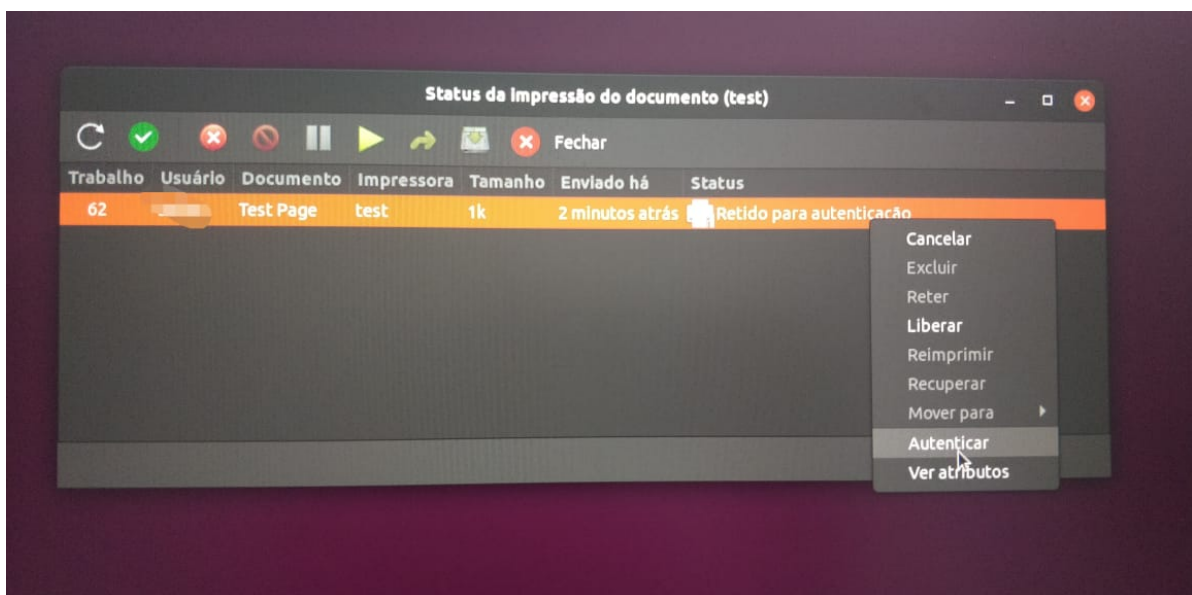 Status da impressão do documento (test)
Fechar
Trabalho Usuário Documento Impressora Tamanho Enviado há Status
62 Test Page test 1k 2 minutos atrás Retido para autenticação
Cancelar
Excluir
Reter
Liberar
Reimprimir
Recuperar
Mover para
Autenticar
Ver atributos